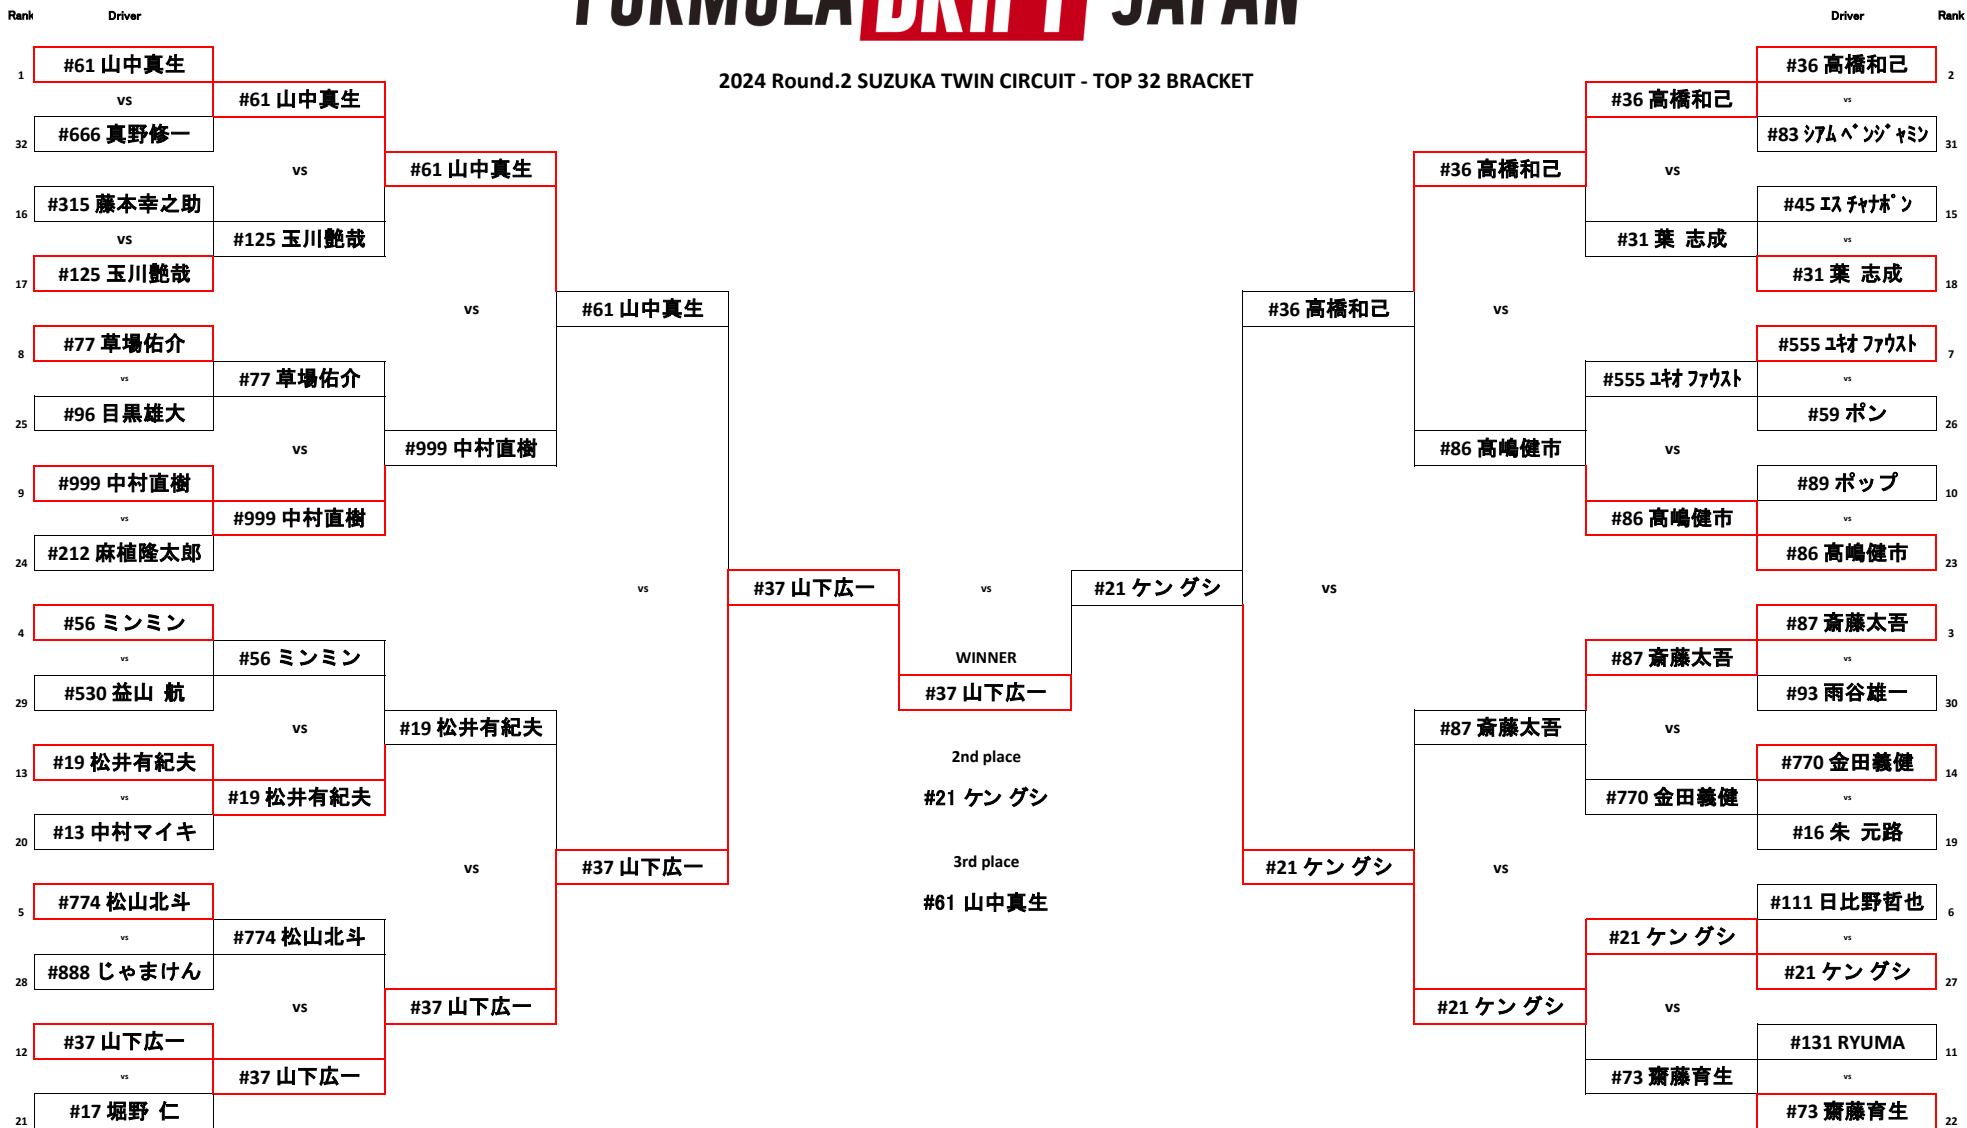 FORMULA DRIFT JAPAN
2024 Round.2 SUZUKA TWIN CIRCUIT - TOP 32 BRACKET
Rank Driver
1 #61 山中真生
vs
32 #666 真野修一
16 #315 藤本幸之助
vs
17 #125 玉川艶哉
8 #77 草場佑介
vs
25 #96 目黒雄大
9 #999 中村直樹
vs
24 #212 麻植隆太郎
4 #56 ミンミン
vs
29 #530 益山 航
13 #19 松井有紀夫
vs
20 #13 中村マイキ
5 #774 松山北斗
vs
28 #888 じゃまけん
12 #37 山下広一
vs
21 #17 堀野 仁
#61 山中真生
vs
#125 玉川艶哉
#77 草場佑介
vs
#999 中村直樹
#56 ミンミン
vs
#19 松井有紀夫
#774 松山北斗
vs
#37 山下広一
#61 山中真生
vs
#999 中村直樹
#19 松井有紀夫
vs
#37 山下広一
#61 山中真生
vs
#37 山下広一
#37 山下広一
vs
#21 ケン グシ
WINNER
#37 山下広一
2nd place
#21 ケン グシ
3rd place
#61 山中真生
#36 高橋和己
vs
#21 ケン グシ
#36 高橋和己
vs
#86 高嶋健市
#87 斎藤太吾
vs
#21 ケン グシ
#36 高橋和己
vs
#31 葉 志成
#555 ﾕｷｵ ﾌｧｳｽﾄ
vs
#86 高嶋健市
#87 斎藤太吾
vs
#770 金田義健
#21 ケン グシ
vs
#73 齋藤育生
Driver Rank
#36 高橋和己 2
vs
#83 ｼｱﾑ ﾍﾞﾝｼﾞｬﾐﾝ 31
#45 ｴｽ ﾁｬﾅﾎﾟﾝ 15
vs
#31 葉 志成 18
#555 ﾕｷｵ ﾌｧｳｽﾄ 7
vs
#59 ポン 26
#89 ポップ 10
vs
#86 高嶋健市 23
#87 斎藤太吾 3
vs
#93 雨谷雄一 30
#770 金田義健 14
vs
#16 朱 元路 19
#111 日比野哲也 6
vs
#21 ケン グシ 27
#131 RYUMA 11
vs
#73 齋藤育生 22